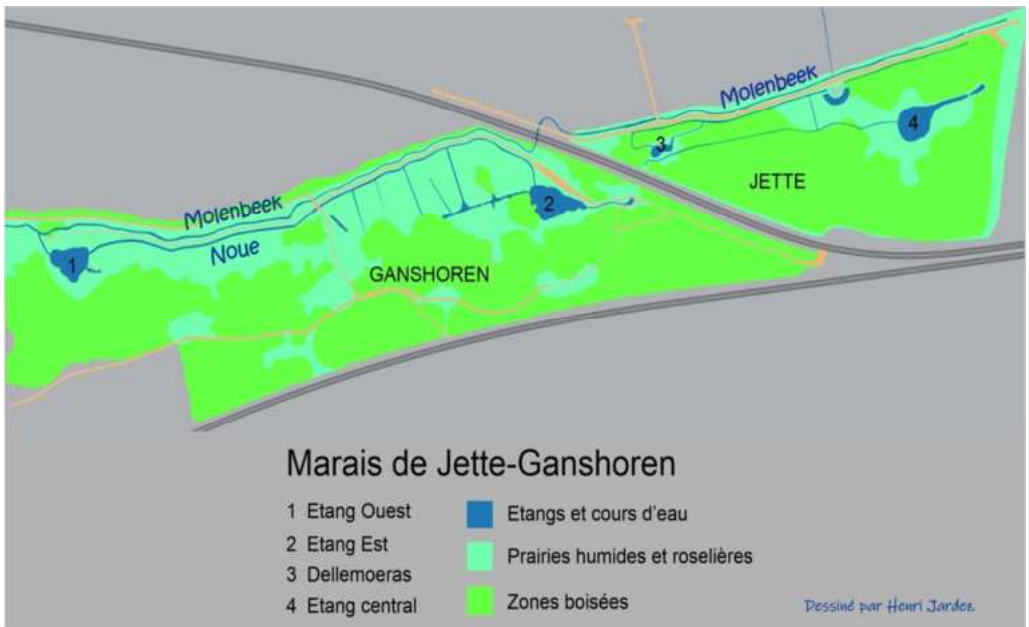 Molenbeek
4
3
JETTE
2
Molenbeek
Noue
1
GANSHOREN
Marais de Jette-Ganshoren
1 Etang Ouest
2 Etang Est
3 Dellemoeras
4 Etang central
Etangs et cours d'eau
Prairies humides et roselières
Zones boisées
Dessiné par Henri Jardez